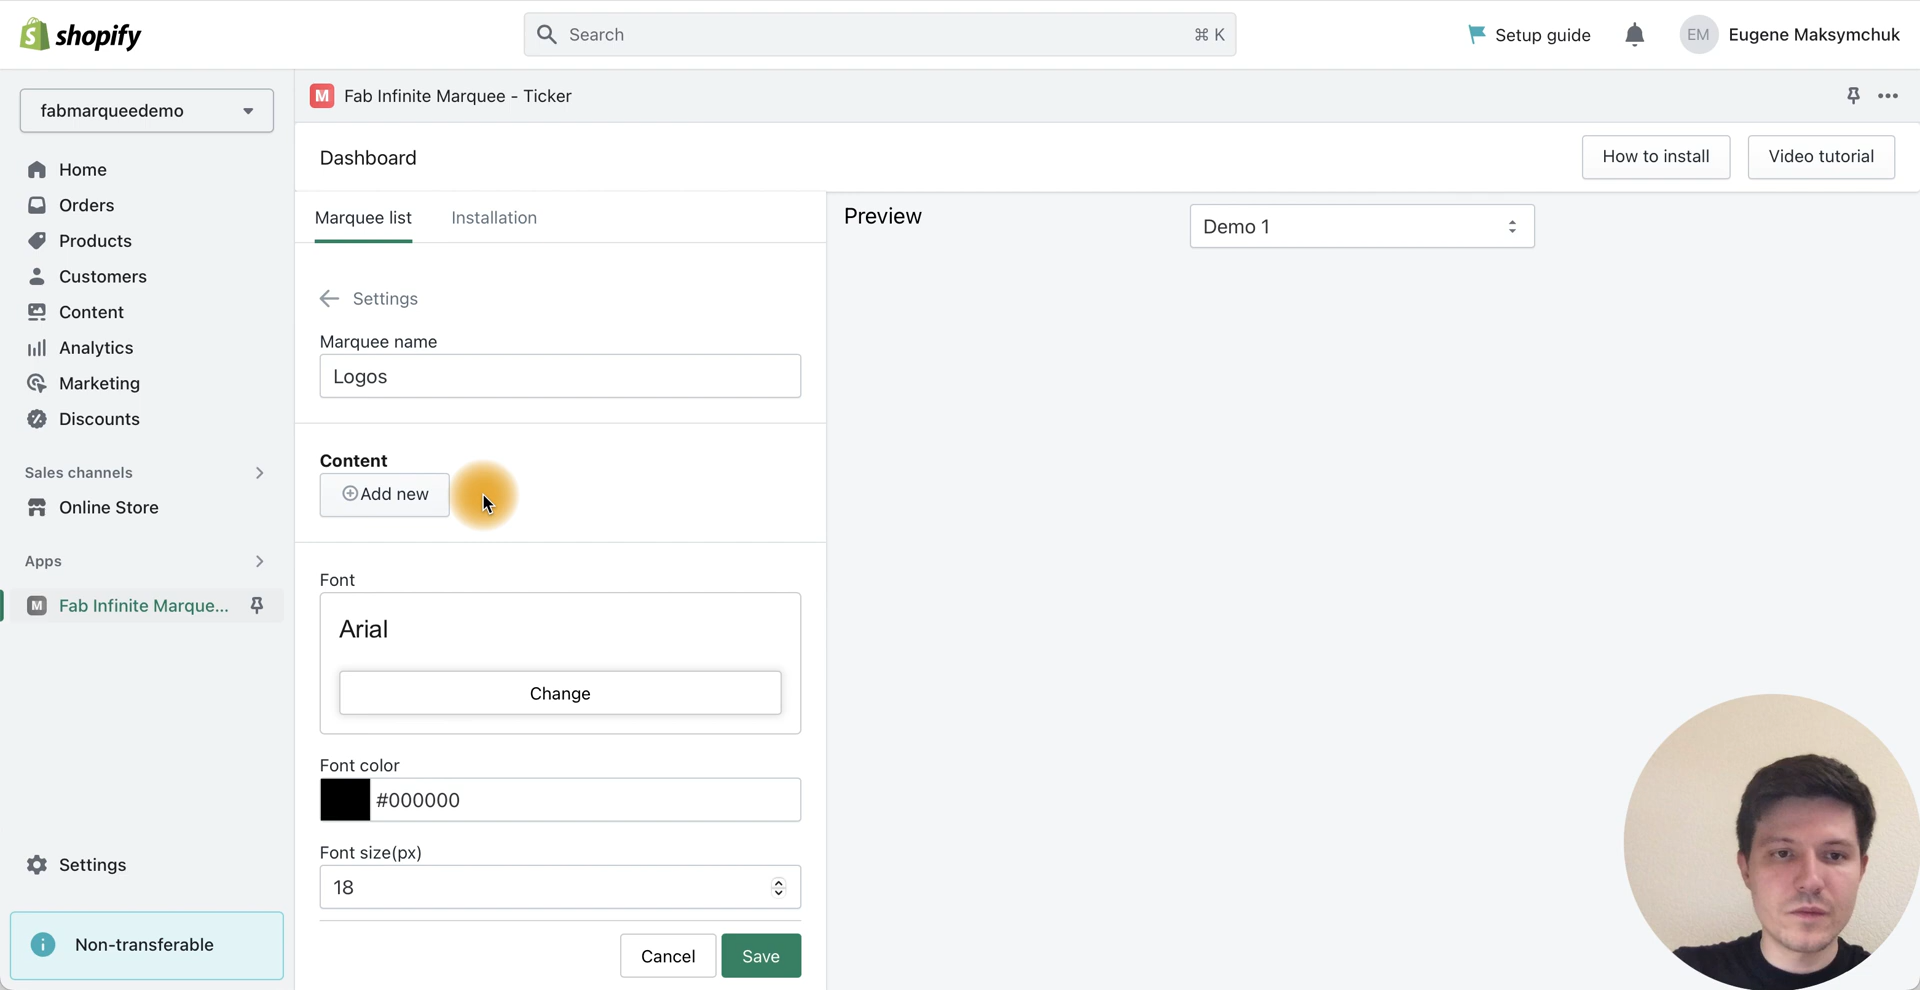 shopify
Search
⌘ K
Setup guide
EM
Eugene Maksymchuk
fabmarqueedemo
M
Fab Infinite Marquee - Ticker
Home
Orders
Products
Customers
Content
Analytics
Marketing
Discounts
Sales channels
Online Store
Apps
M
Fab Infinite Marque...
Settings
Non-transferable
Dashboard
How to install
Video tutorial
Marquee list
Installation
Settings
Marquee name
Logos
Content
Add new
Font
Arial
Change
Font color
#000000
Font size(px)
18
Cancel
Save
Preview
Demo 1